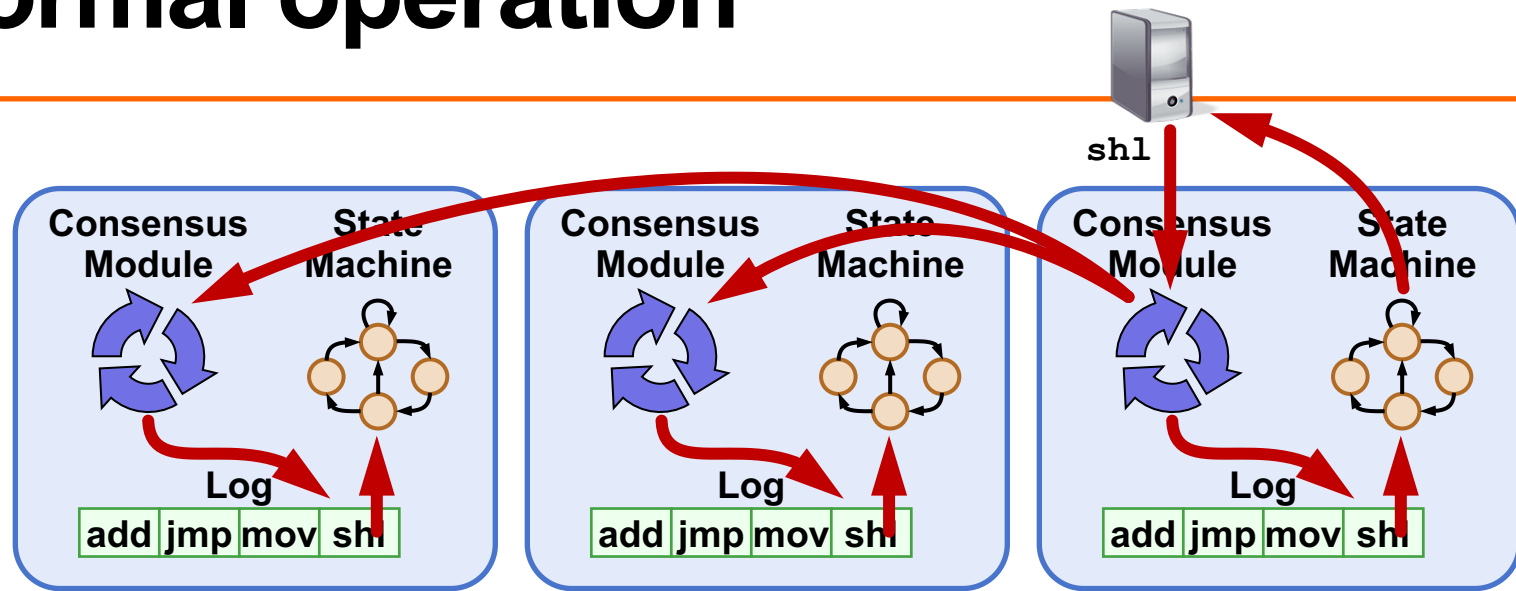 ormal operation
shl
Consensus Module
State Machine
Log
add jmp mov shl
Consensus Module
State Machine
Log
add jmp mov shl
Consensus Module
State Machine
Log
add jmp mov shl